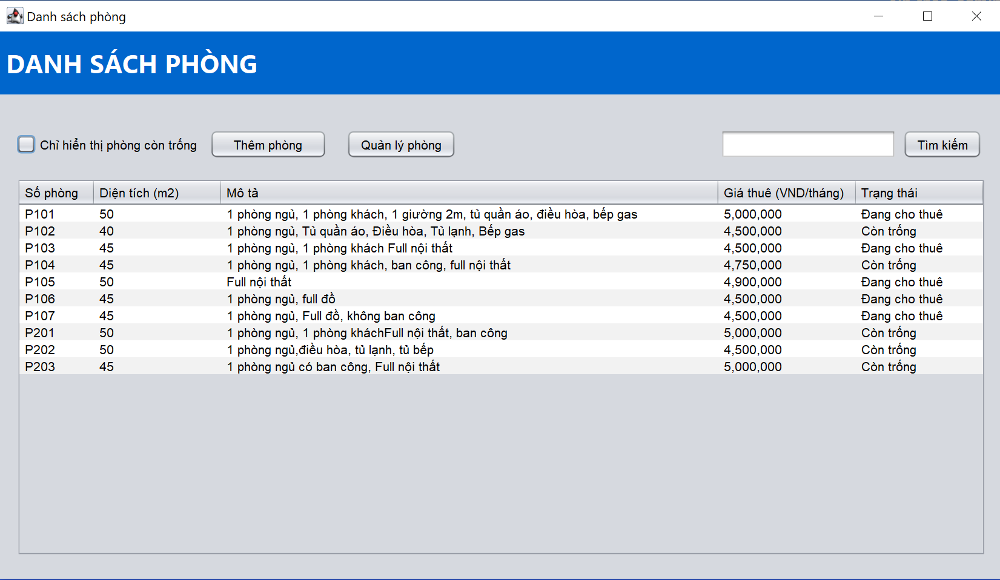 Danh sách phòng
DANH SÁCH PHÒNG
Chỉ hiển thị phòng còn trống Thêm phòng Quản lý phòng Tìm kiếm
Số phòng Diện tích (m2) Mô tả Giá thuê (VND/tháng) Trạng thái
P101 50 1 phòng ngủ, 1 phòng khách, 1 giường 2m, tủ quần áo, điều hòa, bếp gas 5,000,000 Đang cho thuê
P102 40 1 phòng ngủ, Tủ quần áo, Điều hòa, Tủ lạnh, Bếp gas 4,500,000 Còn trống
P103 45 1 phòng ngủ, 1 phòng khách Full nội thất 4,500,000 Đang cho thuê
P104 45 1 phòng ngủ, 1 phòng khách, ban công, full nội thất 4,750,000 Còn trống
P105 50 Full nội thất 4,900,000 Đang cho thuê
P106 45 1 phòng ngủ, full đồ 4,500,000 Đang cho thuê
P107 45 1 phòng ngủ, Full đồ, không ban công 4,500,000 Đang cho thuê
P201 50 1 phòng ngủ, 1 phòng kháchFull nội thất, ban công 5,000,000 Còn trống
P202 50 1 phòng ngủ,điều hòa, tủ lạnh, tủ bếp 4,500,000 Còn trống
P203 45 1 phòng ngủ có ban công, Full nội thất 5,000,000 Còn trống